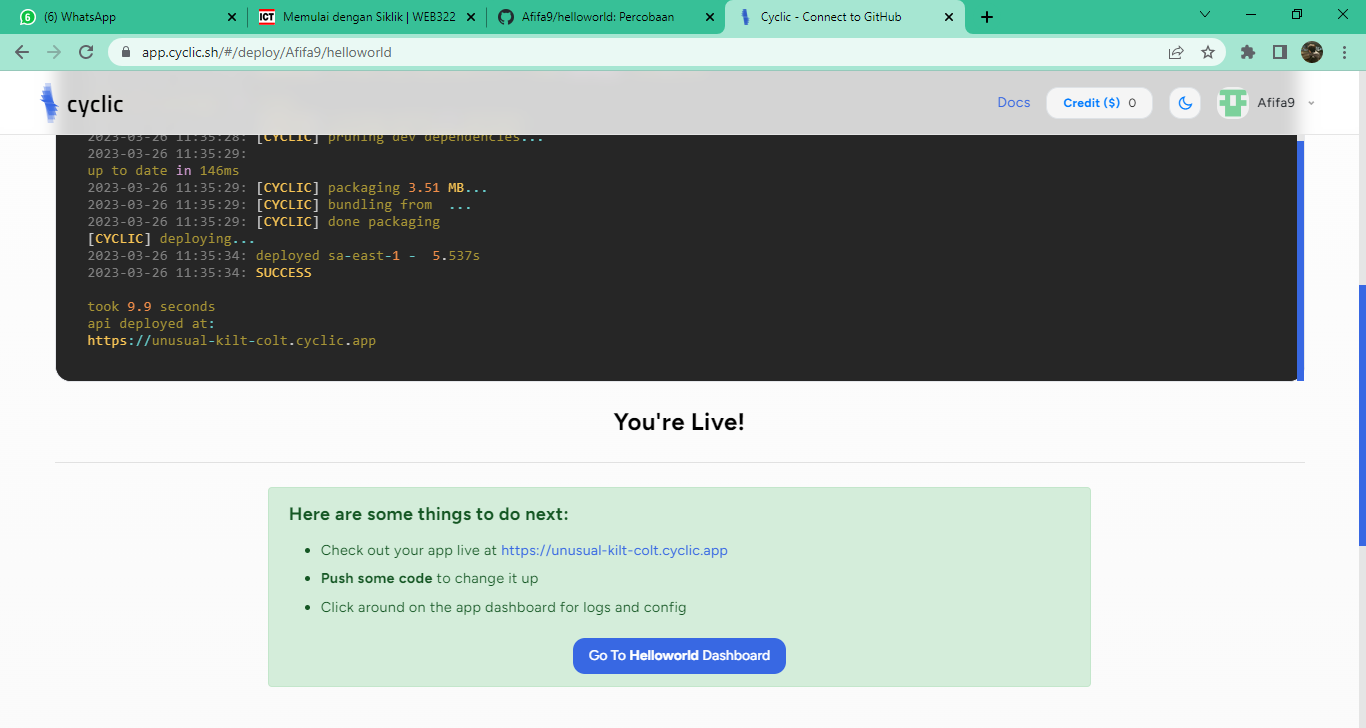 6 (6) WhatsApp
ICT Memulai dengan Siklik | WEB322
Afifa9/helloworld: Percobaan
Cyclic - Connect to GitHub
app.cyclic.sh/#/deploy/Afifa9/helloworld
cyclic
Docs
Credit ($) 0
Afifa9
2023-03-26 11:35:28: [CYCLIC] pruning dev dependencies...
2023-03-26 11:35:29:
up to date in 146ms
2023-03-26 11:35:29: [CYCLIC] packaging 3.51 MB...
2023-03-26 11:35:29: [CYCLIC] bundling from  ...
2023-03-26 11:35:29: [CYCLIC] done packaging
[CYCLIC] deploying...
2023-03-26 11:35:34: deployed sa-east-1 -  5.537s
2023-03-26 11:35:34: SUCCESS
took 9.9 seconds
api deployed at:
https://unusual-kilt-colt.cyclic.app
You're Live!
Here are some things to do next:
• Check out your app live at https://unusual-kilt-colt.cyclic.app
• Push some code to change it up
• Click around on the app dashboard for logs and config
Go To Helloworld Dashboard